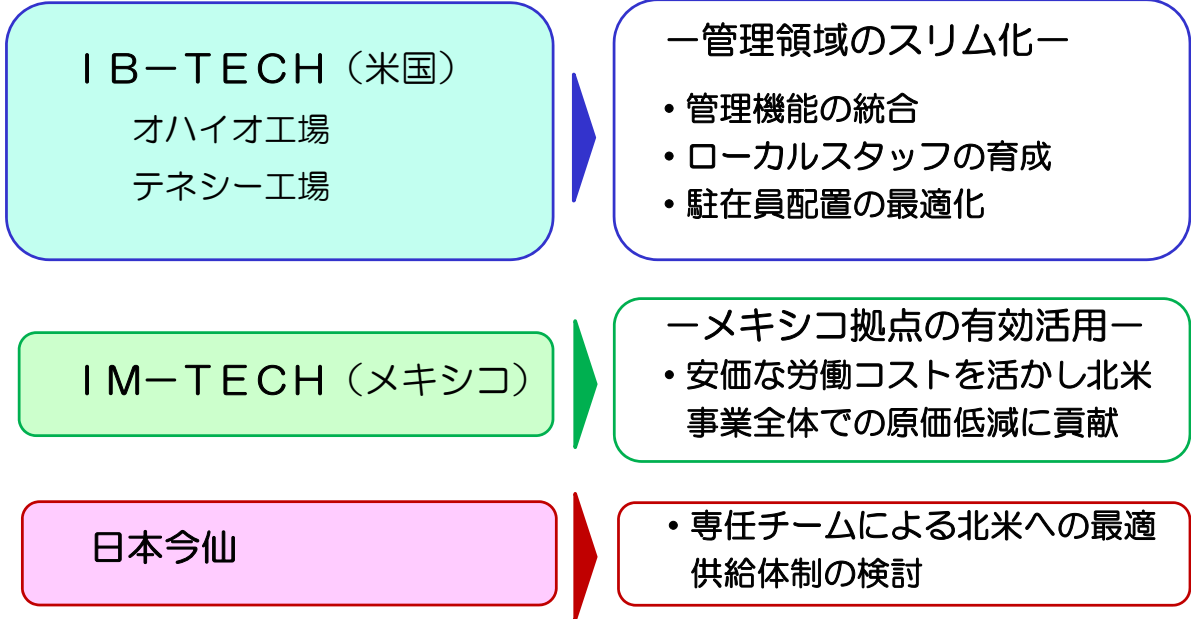 ＩＢ－ＴＥＣＨ（米国）
オハイオ工場
テネシー工場
－管理領域のスリム化－
・管理機能の統合
・ローカルスタッフの育成
・駐在員配置の最適化
ＩＭ－ＴＥＣＨ（メキシコ）
－メキシコ拠点の有効活用－
・安価な労働コストを活かし北米
事業全体での原価低減に貢献
日本今仙
・専任チームによる北米への最適
供給体制の検討